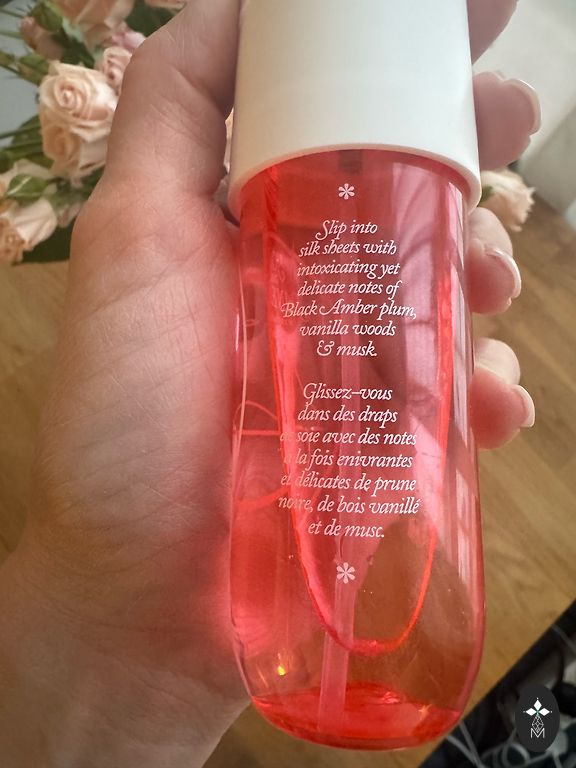 Slip into
silk sheets with
intoxicating yet
delicate notes of
Black Amber plum,
vanilla woods
& musk.
Glissez-vous
dans des draps
de soie avec des notes
à la fois enivrantes
et délicates de prune
noire, de bois vanillé
et de musc.
M